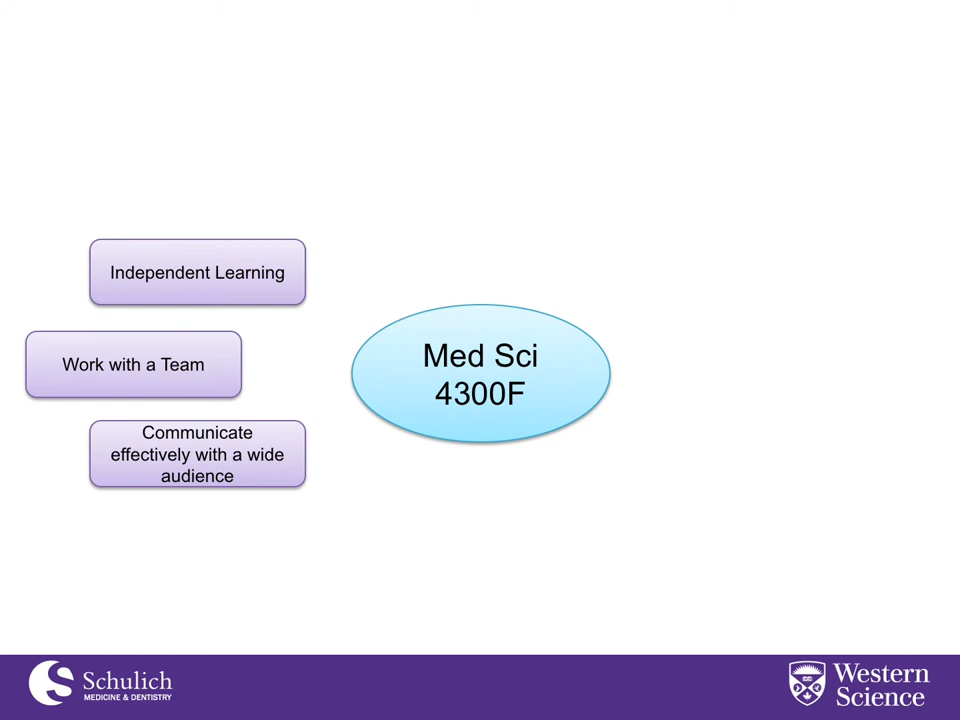 Independent Learning
Work with a Team
Communicate
effectively with a wide
audience
Med Sci
4300F
Schulich
MEDICINE & DENTISTRY
Western
Science